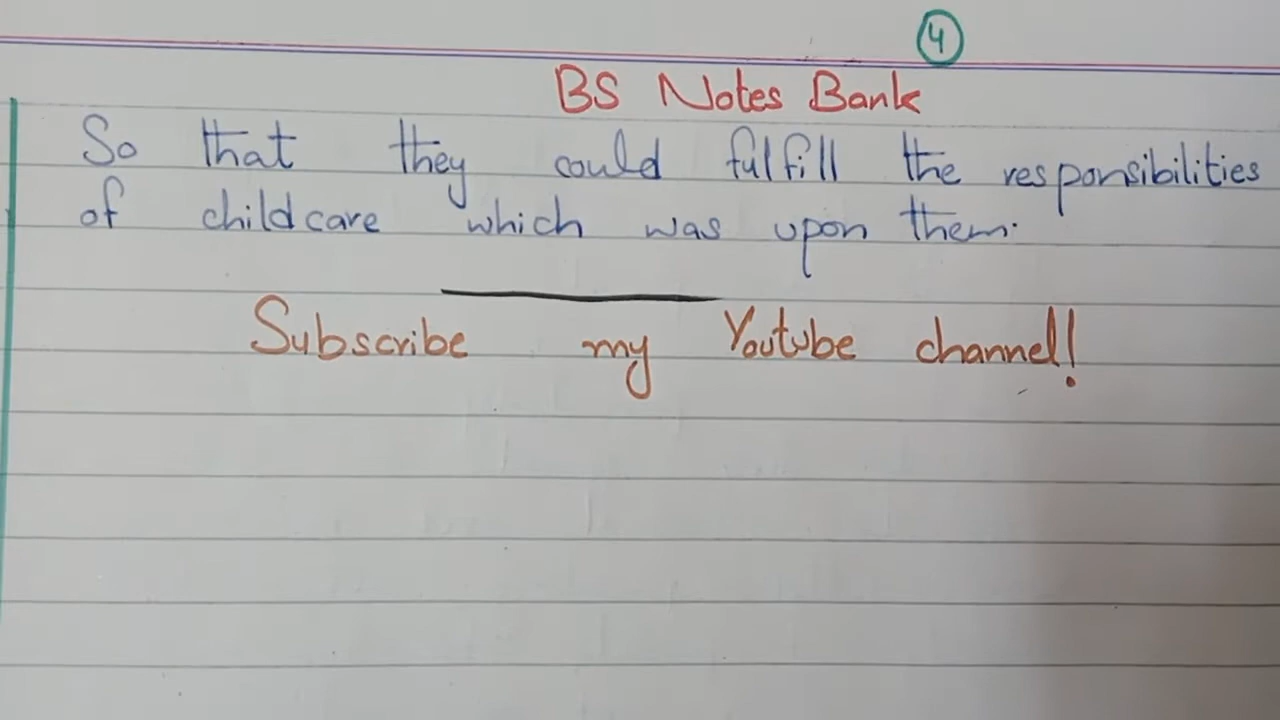 4
BS Notes Bank
So that they could fulfill the responsibilities
of childcare which was upon them.
Subscribe my Youtube channel!